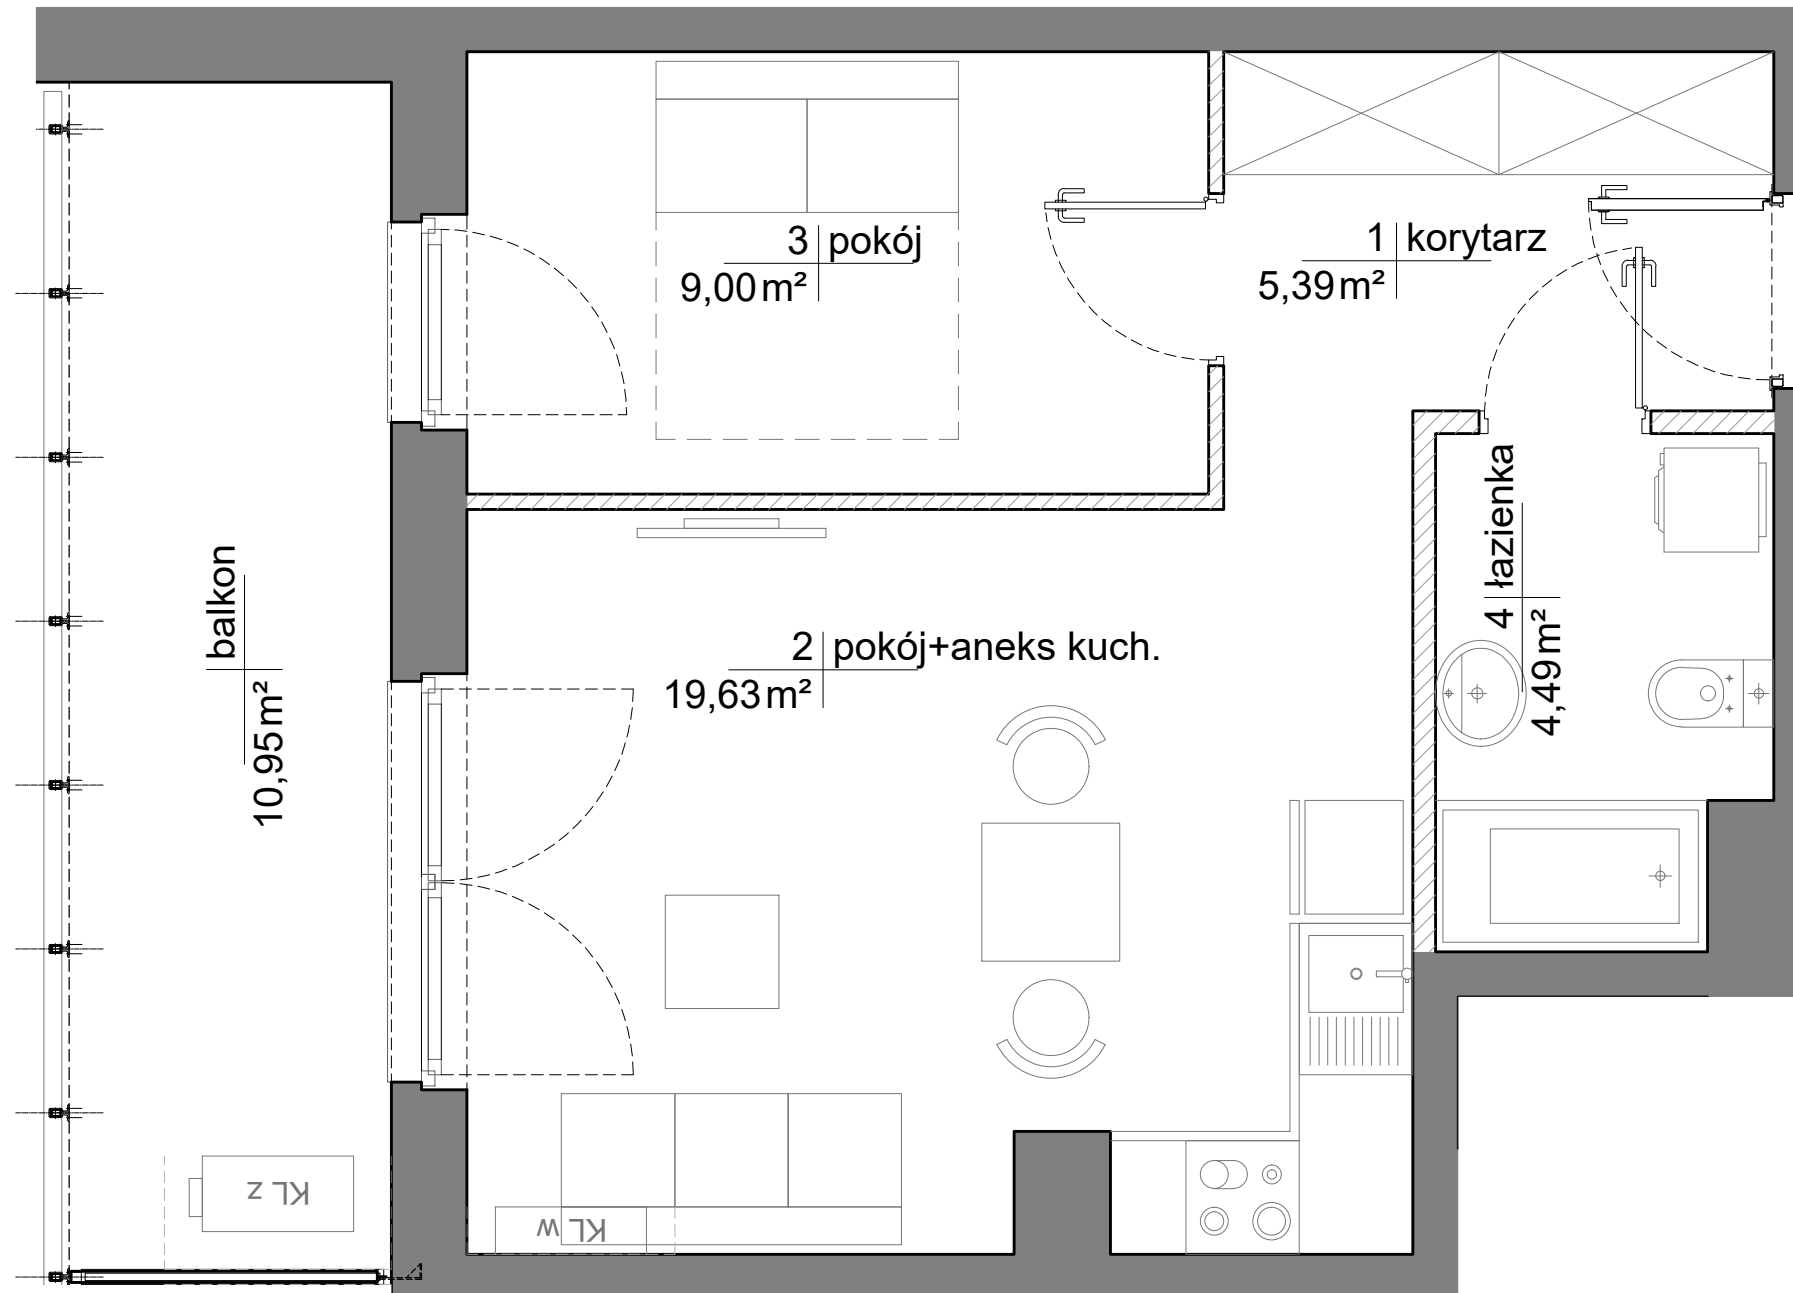 3 pokój
9,00 m²
1 korytarz
5,39 m²
balkon
10,95 m²
2 pokój+aneks kuch.
19,63 m²
4 łazienka
4,49 m²
KL z
KL w